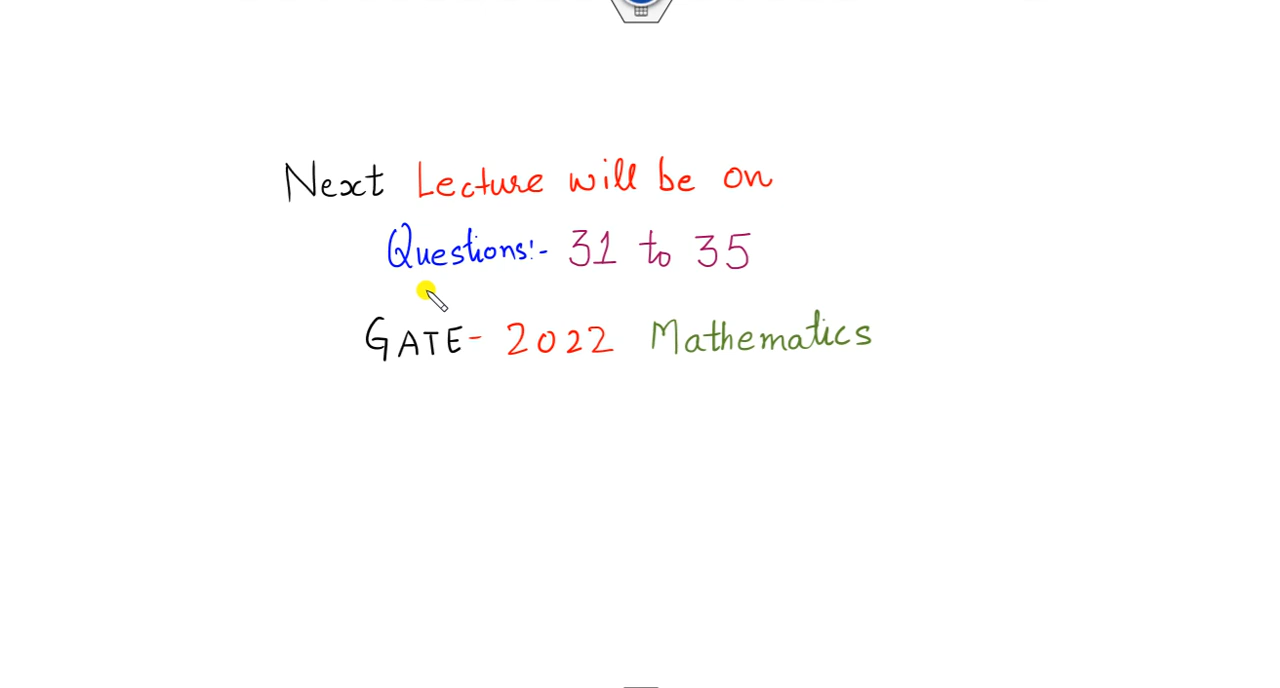 Next Lecture will be on
Questions:- 31 to 35
GATE- 2022 Mathematics